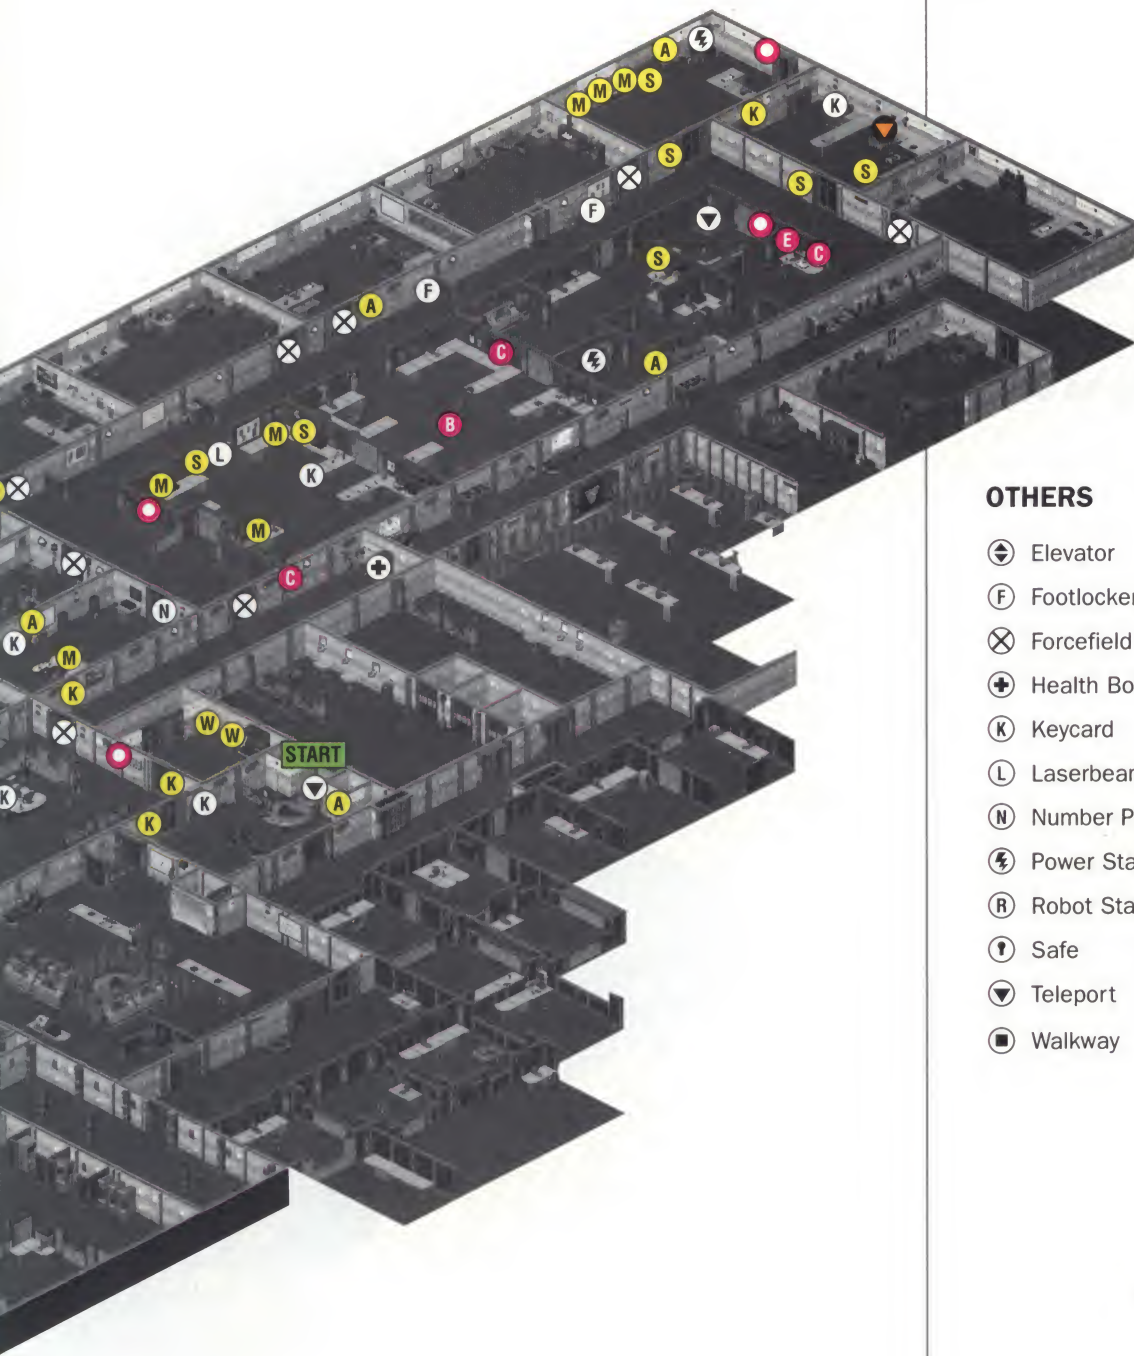 A
M M M S
K
K
S
S
S
F
E
C
S
F
A
C
A
B
M S
S L
K
M
M
C
N
A
K
M
K
W W
START
K
K
K
A
K
OTHERS
Elevator
F Footlocker
Forcefield
Health Bo
K Keycard
L Laserbear
N Number P
Power Sta
R Robot Sta
Safe
Teleport
Walkway